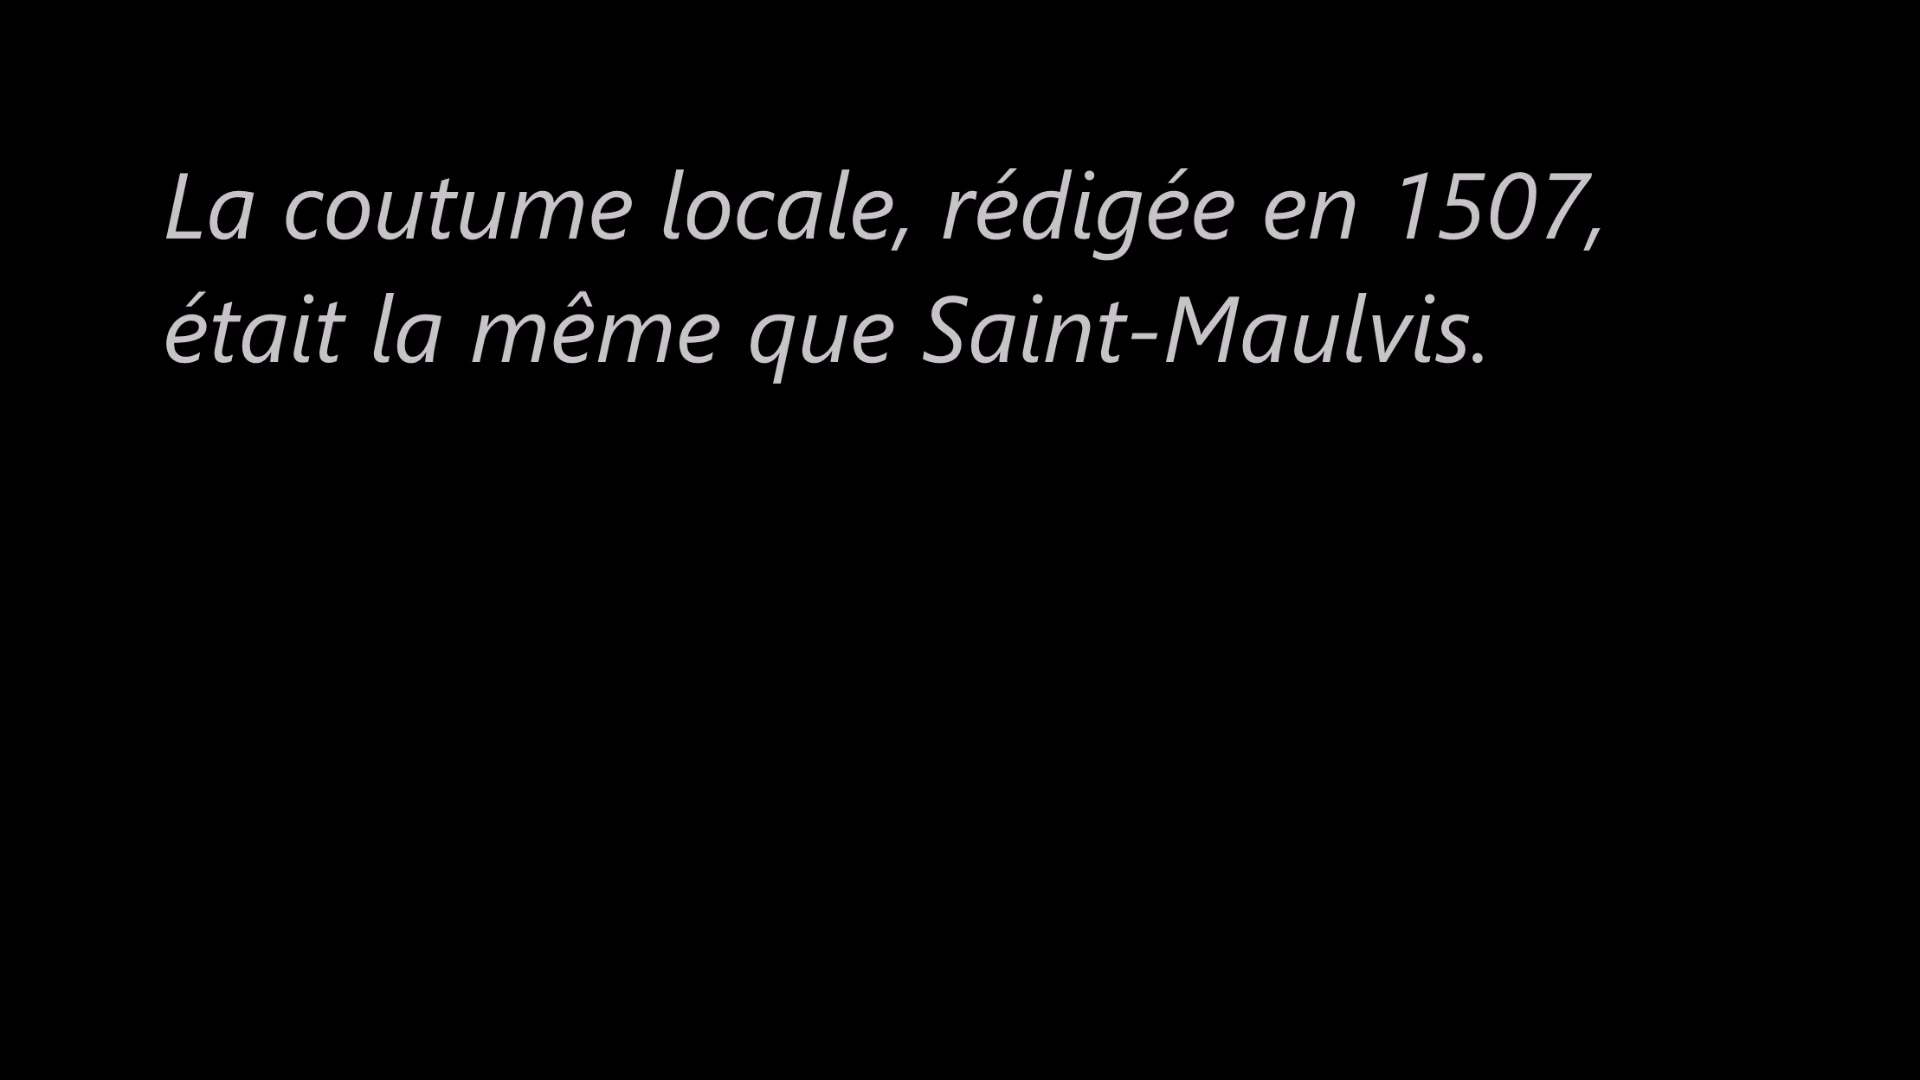 La coutume locale, rédigée en 1507,
était la même que Saint-Maulvis.